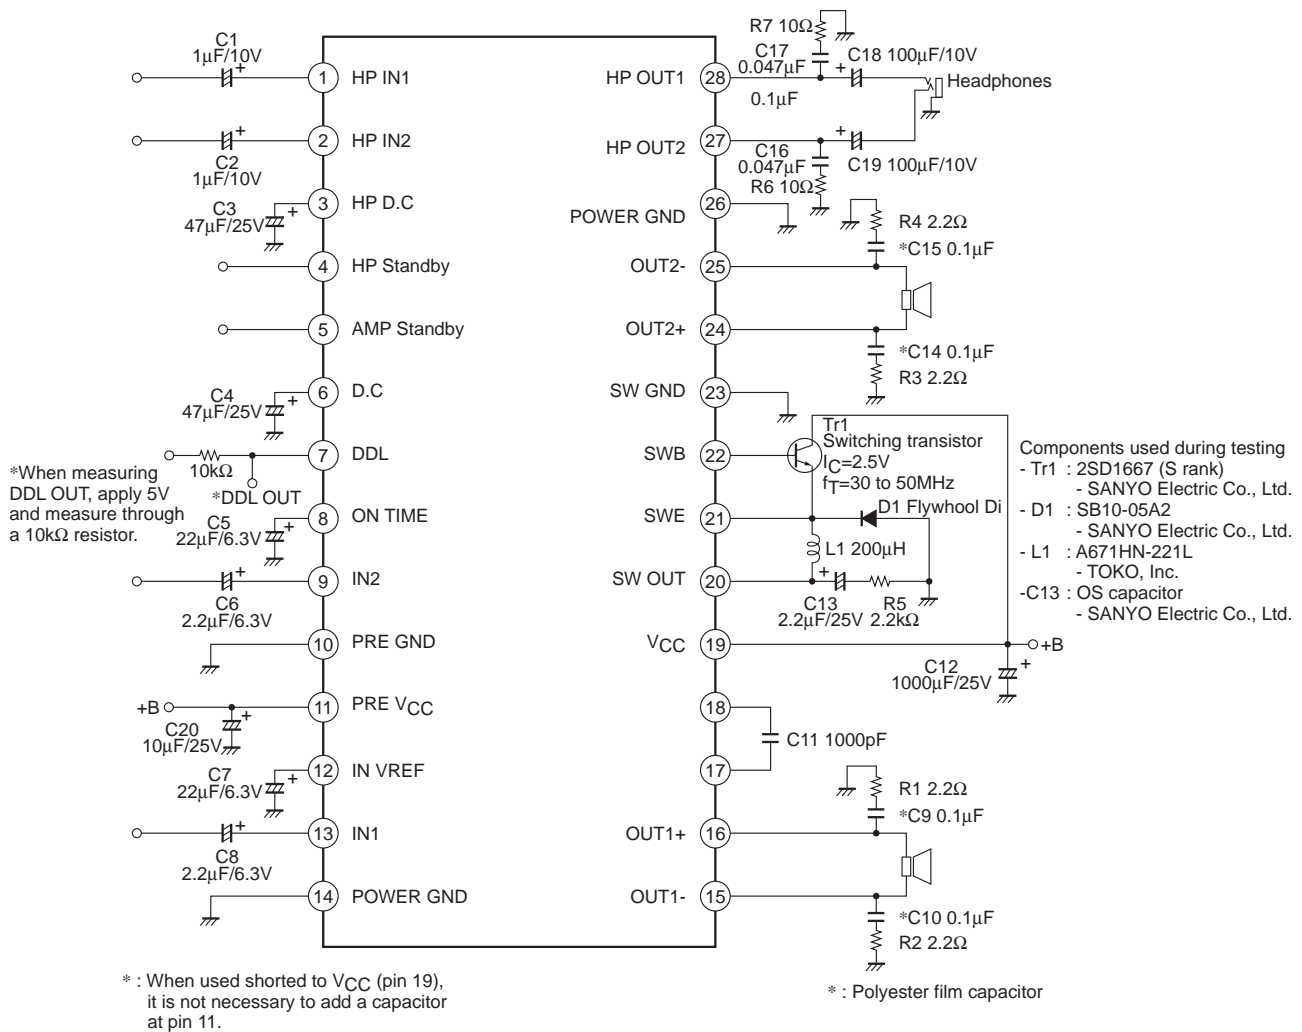 C1
1μF/10V
+
1
HP IN1
+
2
HP IN2
C2
1μF/10V
C3
47μF/25V
+
3
HP D.C
4
HP Standby
5
AMP Standby
C4
47μF/25V
+
6
D.C
10kΩ
7
DDL
*When measuring
DDL OUT, apply 5V
and measure through
a 10kΩ resistor.
*DDL OUT
C5
22μF/6.3V
+
8
ON TIME
+
9
IN2
C6
2.2μF/6.3V
10
PRE GND
+B
11
PRE VCC
C20
10μF/25V
+
C7
22μF/6.3V
+
12
IN VREF
+
13
IN1
C8
2.2μF/6.3V
14
POWER GND
* : When used shorted to VCC (pin 19),
it is not necessary to add a capacitor
at pin 11.
R7 10Ω
C17
0.047μF
C18 100μF/10V
+
HP OUT1
28
Headphones
0.1μF
HP OUT2
27
+
C16
0.047μF
C19 100μF/10V
R6 10Ω
POWER GND
26
R4 2.2Ω
*C15 0.1μF
OUT2-
25
OUT2+
24
*C14 0.1μF
R3 2.2Ω
SW GND
23
Tr1
Switching transistor
IC=2.5V
fT=30 to 50MHz
SWB
22
D1 Flywhool Di
SWE
21
L1 200μH
SW OUT
20
+
C13
2.2μF/25V
R5
2.2kΩ
VCC
19
+B
C12
1000μF/25V
+
18
C11 1000pF
17
R1 2.2Ω
*C9 0.1μF
OUT1+
16
OUT1-
15
*C10 0.1μF
R2 2.2Ω
* : Polyester film capacitor
Components used during testing
- Tr1 : 2SD1667 (S rank)
- SANYO Electric Co., Ltd.
- D1 : SB10-05A2
- SANYO Electric Co., Ltd.
- L1 : A671HN-221L
- TOKO, Inc.
-C13 : OS capacitor
- SANYO Electric Co., Ltd.